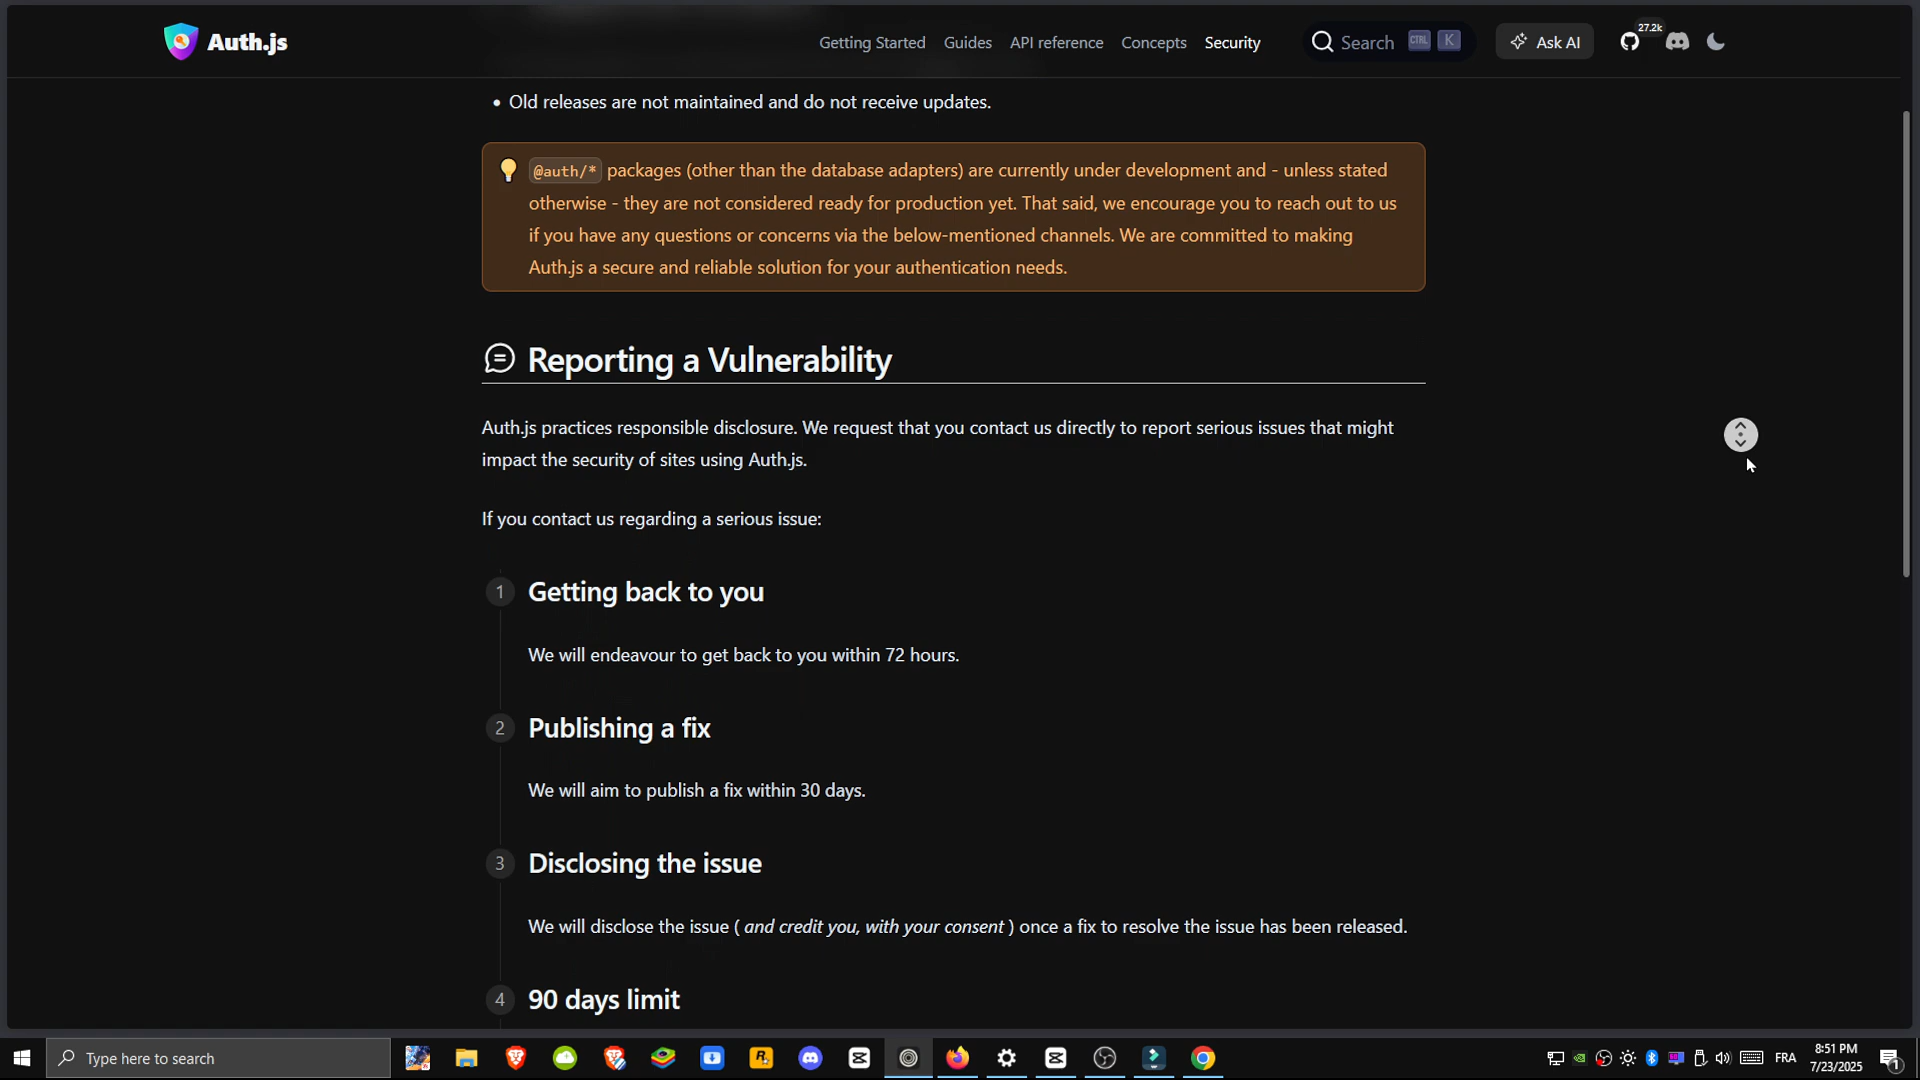 Auth.js
Getting Started Guides API reference Concepts Security
Search CTRL K
Ask AI
27.2k
• Old releases are not maintained and do not receive updates.
@auth/* packages (other than the database adapters) are currently under development and - unless stated
otherwise - they are not considered ready for production yet. That said, we encourage you to reach out to us
if you have any questions or concerns via the below-mentioned channels. We are committed to making
Auth.js a secure and reliable solution for your authentication needs.
Reporting a Vulnerability
Auth.js practices responsible disclosure. We request that you contact us directly to report serious issues that might
impact the security of sites using Auth.js.
If you contact us regarding a serious issue:
1 Getting back to you
We will endeavour to get back to you within 72 hours.
2 Publishing a fix
We will aim to publish a fix within 30 days.
3 Disclosing the issue
We will disclose the issue ( and credit you, with your consent ) once a fix to resolve the issue has been released.
4 90 days limit
Type here to search
FRA
8:51 PM
7/23/2025
1